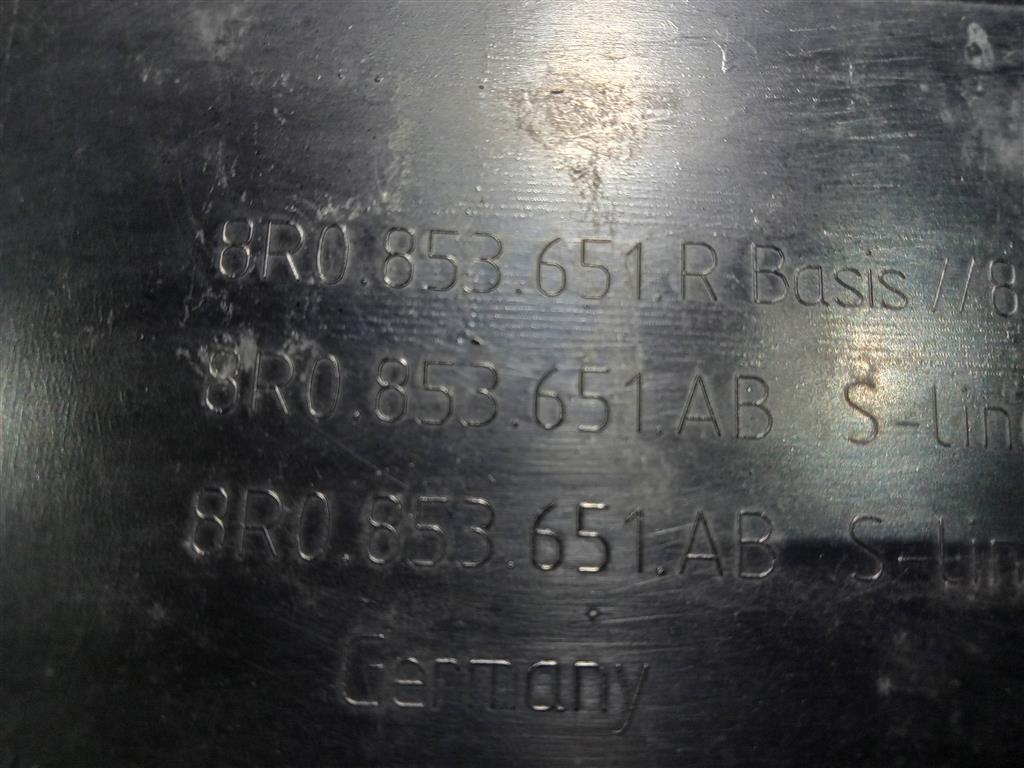 8R0.853.651.R Basis //8
8R0.853.651.AB S-Lin
8R0.853.651.AB S-Lin
Germany